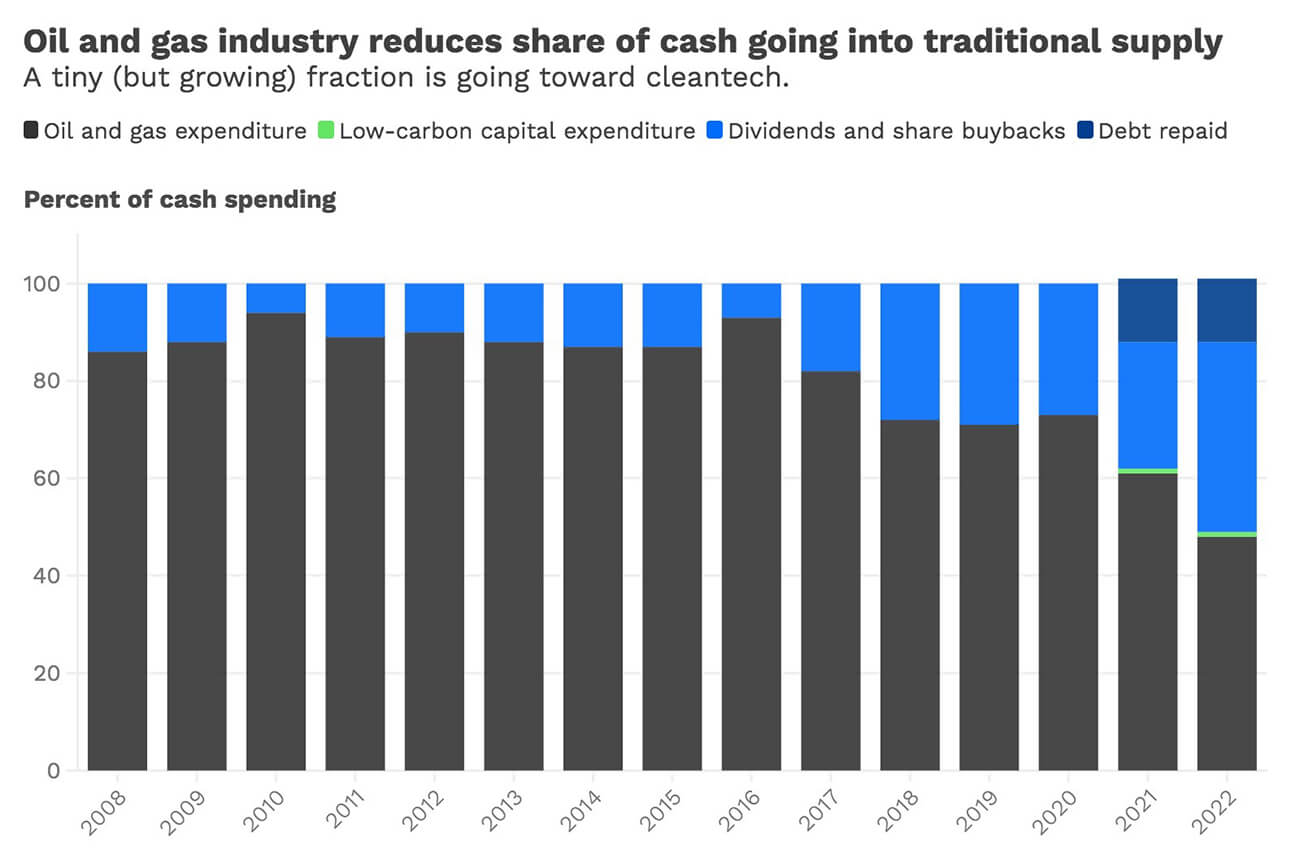 Oil and gas industry reduces share of cash going into traditional supply
A tiny (but growing) fraction is going toward cleantech.
Oil and gas expenditure Low-carbon capital expenditure Dividends and share buybacks Debt repaid
Percent of cash spending
100
80
60
40
20
0
2008 2009 2010 2011 2012 2013 2014 2015 2016 2017 2018 2019 2020 2021 2022